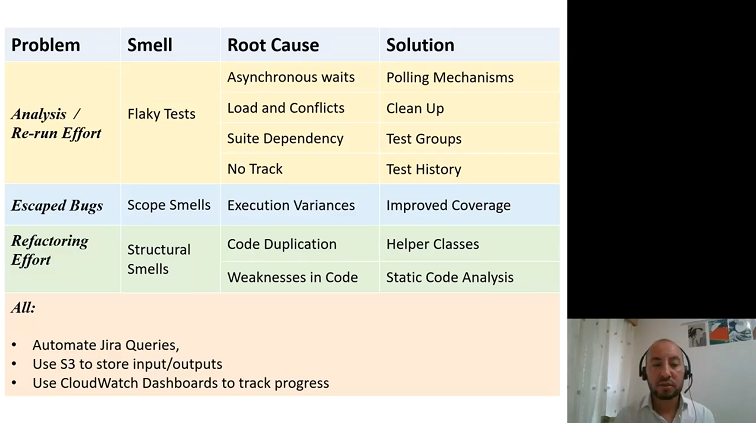 Problem Smell Root Cause Solution
Analysis / Re-run Effort Flaky Tests Asynchronous waits Polling Mechanisms
Load and Conflicts Clean Up
Suite Dependency Test Groups
No Track Test History
Escaped Bugs Scope Smells Execution Variances Improved Coverage
Refactoring Effort Structural Smells Code Duplication Helper Classes
Weaknesses in Code Static Code Analysis
All:
• Automate Jira Queries,
• Use S3 to store input/outputs
• Use CloudWatch Dashboards to track progress